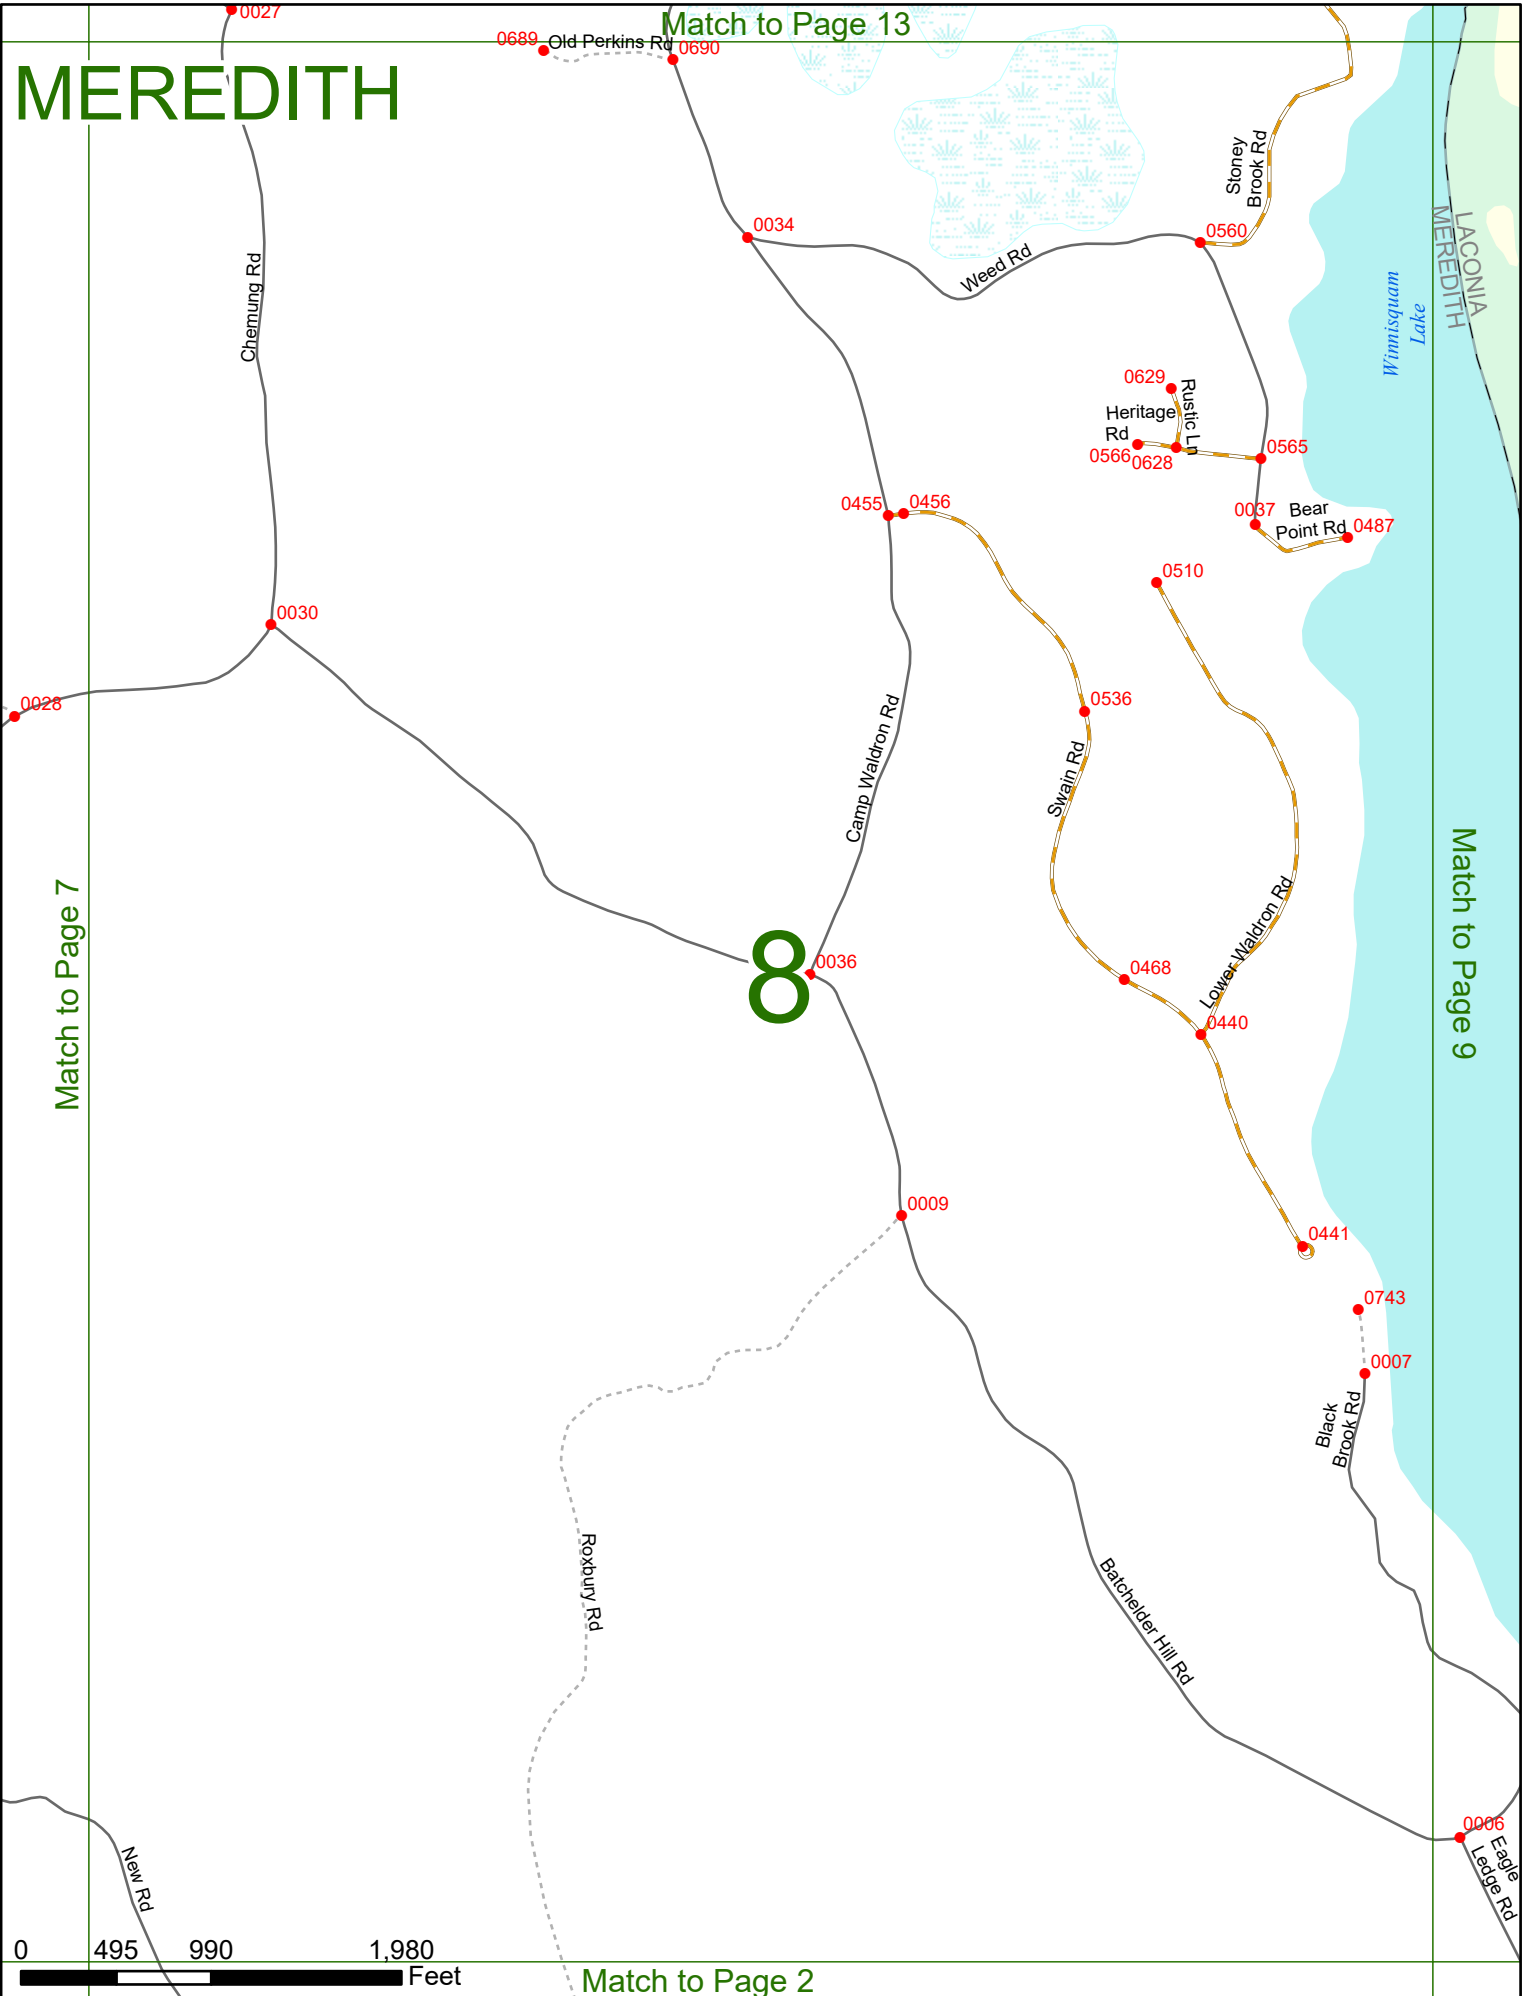 Match to Page 13
0027
0689
Old Perkins Rd
0690
MEREDITH
Stoney
Brook Rd
0034
0560
Weed Rd
LACONIA
MEREDITH
Chemung Rd
Winnisquam
Lake
0629
Rustic Ln
Heritage
Rd
0566
0628
0565
0455
0456
0037
Bear
Point Rd
0487
0510
0030
0028
0536
Camp Waldron Rd
Swain Rd
Match to Page 7
Match to Page 9
Lower Waldron Rd
8
0036
0468
0440
0009
0441
0743
0007
Black
Brook Rd
Roxbury Rd
Batchelder Hill Rd
0006
Eagle
Ledge Rd
New Rd
0 495 990 1,980
Feet
Match to Page 2